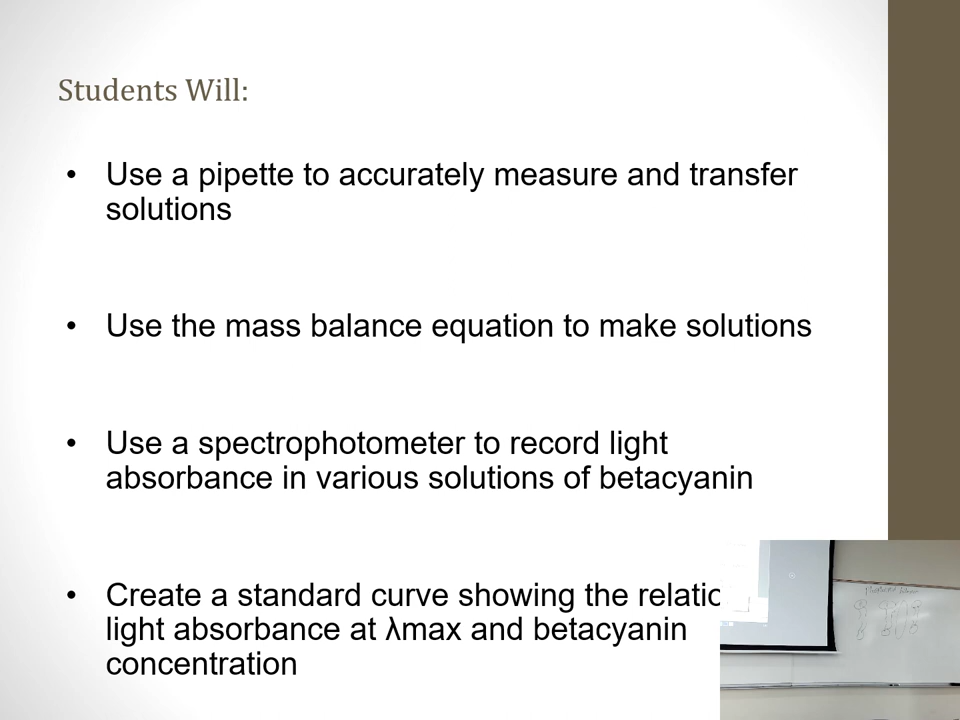 Students Will:
• Use a pipette to accurately measure and transfer
solutions
• Use the mass balance equation to make solutions
• Use a spectrophotometer to record light
absorbance in various solutions of betacyanin
• Create a standard curve showing the
light absorbance at λmax and betacyanin
concentration